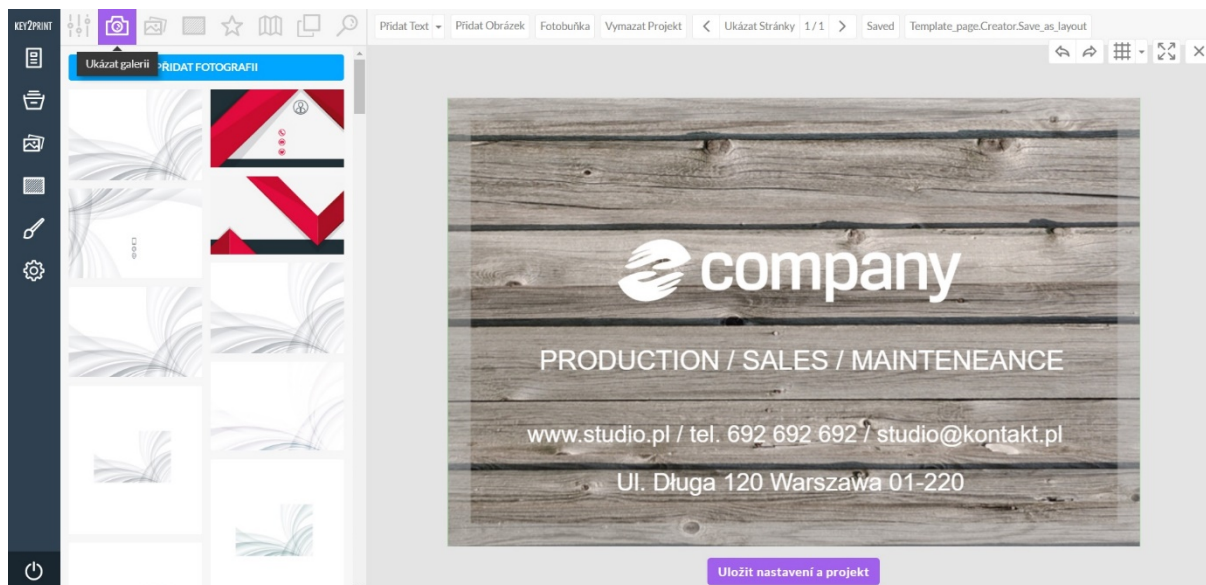 KEY2PRINT
Přidat Text
Přidat Obrázek
Fotobuňka
Vymazat Projekt
Ukázat Stránky 1/1
Saved
Template_page.Creator.Save_as_layout
Ukázat galerii
PŘIDAT FOTOGRAFII
company
PRODUCTION / SALES / MAINTENEANCE
www.studio.pl / tel. 692 692 692 / studio@kontakt.pl
Ul. Długa 120 Warszawa 01-220
Uložit nastavení a projekt